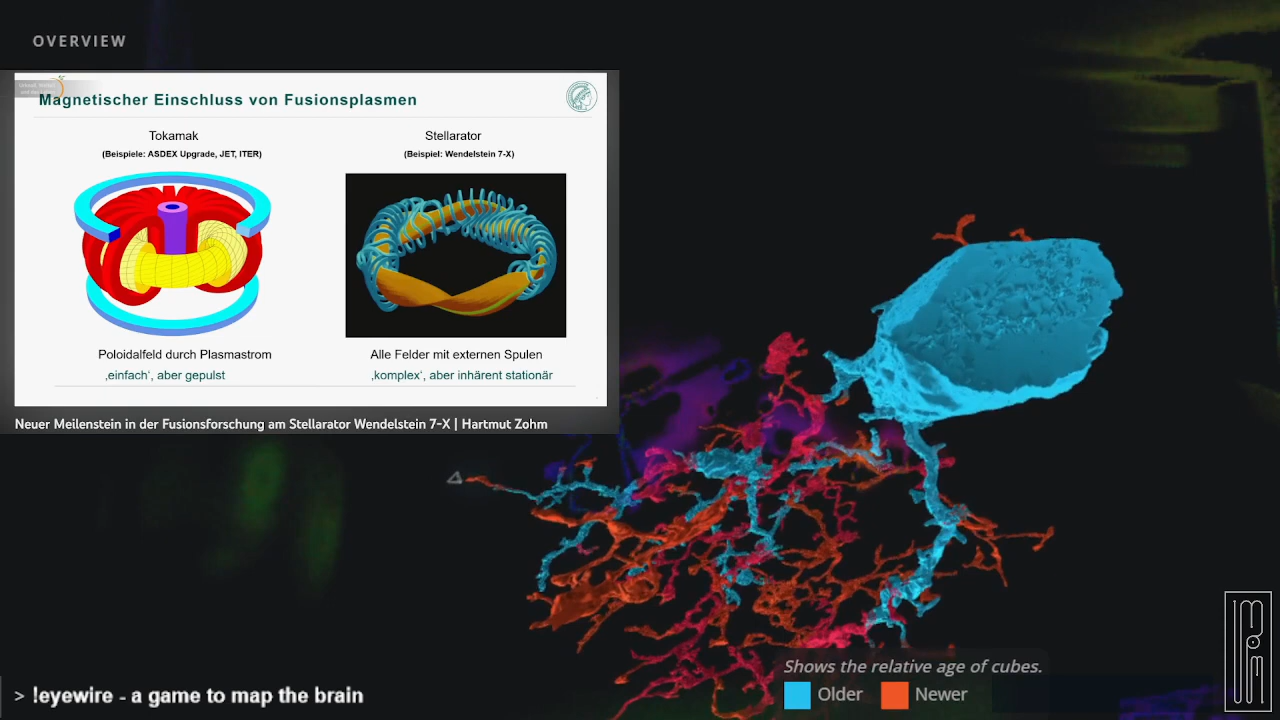 OVERVIEW
Magnetischer Einschluss von Fusionsplasmen
Tokamak
(Beispiele: ASDEX Upgrade, JET, ITER)
Stellarator
(Beispiel: Wendelstein 7-X)
Poloidalfeld durch Plasmastrom
‚einfach‘, aber gepulst
Alle Felder mit externen Spulen
‚komplex‘, aber inhärent stationär
Neuer Meilenstein in der Fusionsforschung am Stellarator Wendelstein 7-X | Hartmut Zohm
Shows the relative age of cubes.
Older
Newer
> !eyewire - a game to map the brain